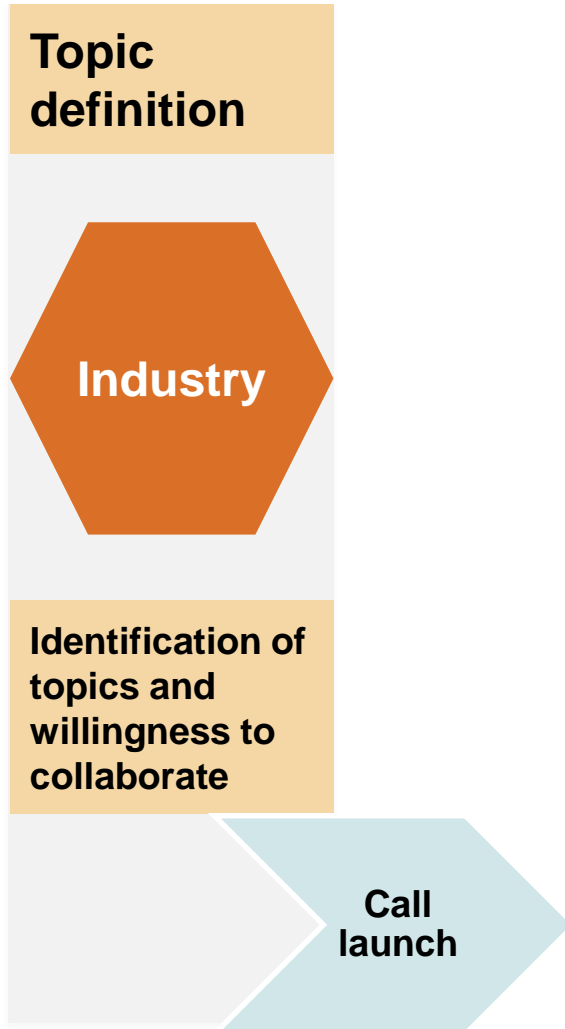 Topic
definition
Industry
Identification of
topics and
willingness to
collaborate
Call
launch